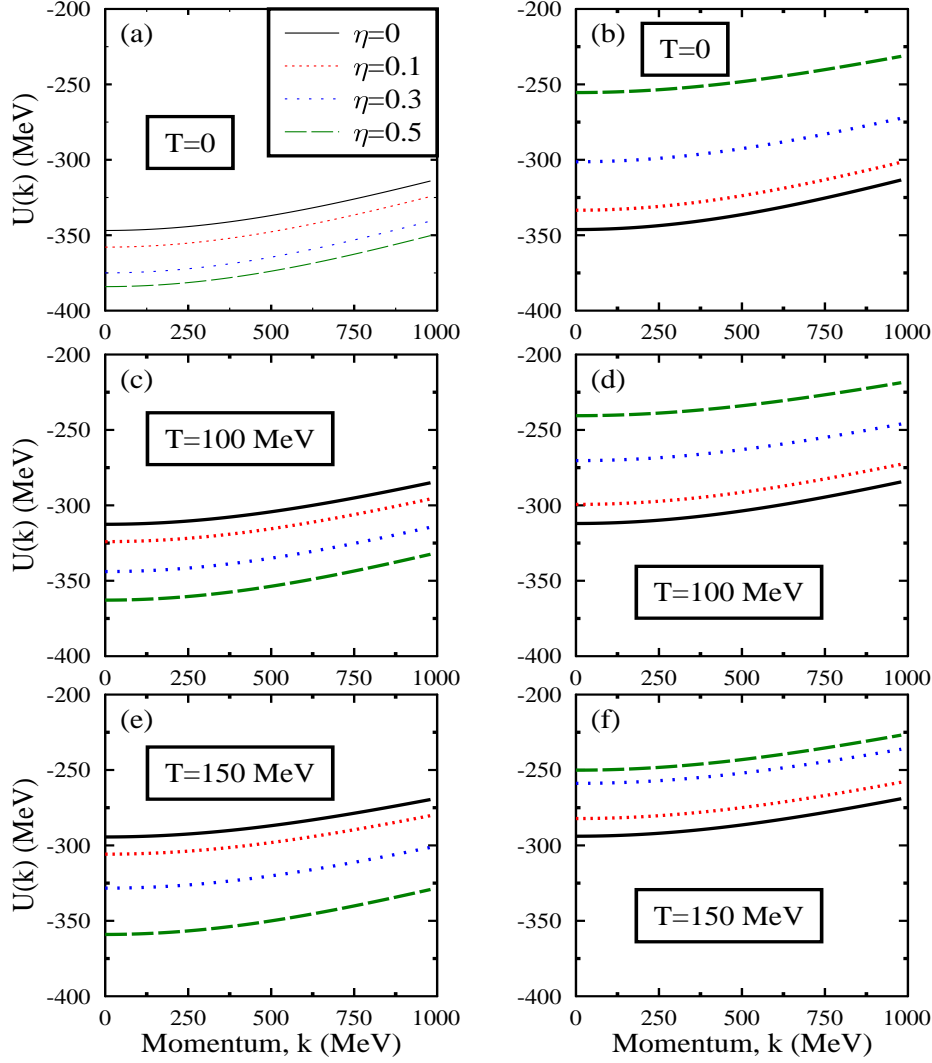 (a)
η=0
η=0.1
η=0.3
η=0.5
T=0
U(k) (MeV)
-200
-250
-300
-350
-400
0 250 500 750 1000
(b)
T=0
-200
-250
-300
-350
-400
0 250 500 750 1000
(c)
T=100 MeV
U(k) (MeV)
-200
-250
-300
-350
-400
0 250 500 750 1000
(d)
T=100 MeV
-200
-250
-300
-350
-400
0 250 500 750 1000
(e)
T=150 MeV
U(k) (MeV)
-200
-250
-300
-350
-400
0 250 500 750 1000
Momentum, k (MeV)
(f)
T=150 MeV
-200
-250
-300
-350
-400
0 250 500 750 1000
Momentum, k (MeV)